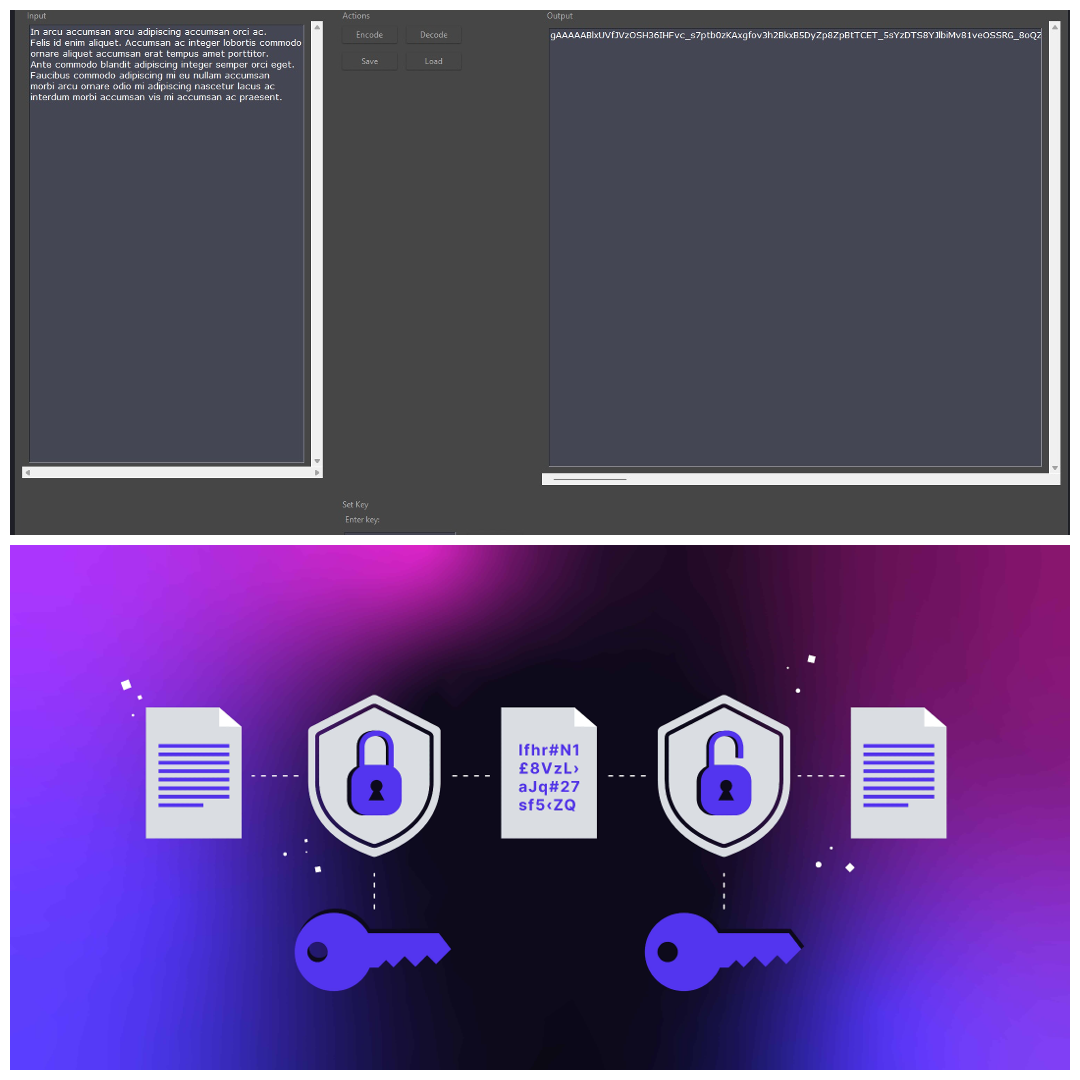 Input
In arcu accumsan arcu adipiscing accumsan orci ac.
Felis id enim aliquet. Accumsan ac integer lobortis commodo
ornare aliquet accumsan erat tempus amet porttitor.
Ante commodo blandit adipiscing integer semper orci eget.
Faucibus commodo adipiscing mi eu nullam accumsan
morbi arcu ornare odio mi adipiscing nascetur lacus ac
interdum morbi accumsan vis mi accumsan ac praesent.
Actions
Encode Decode
Save Load
Set Key
Enter key:
Output
lfhr#N1
£8VzL›
aJq#27
sf5‹ZQ